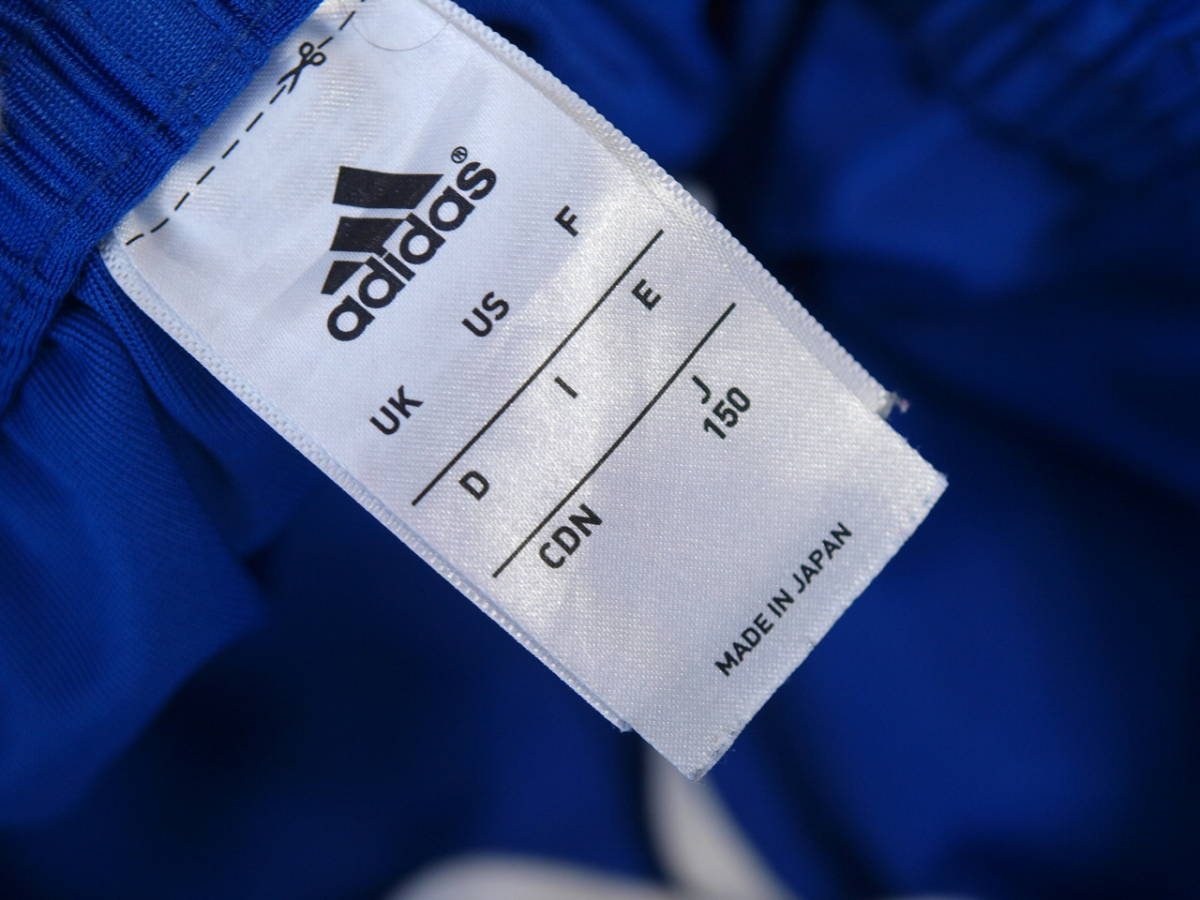 adidas®
UK US F
D I E
CDN J
150
MADE IN JAPAN